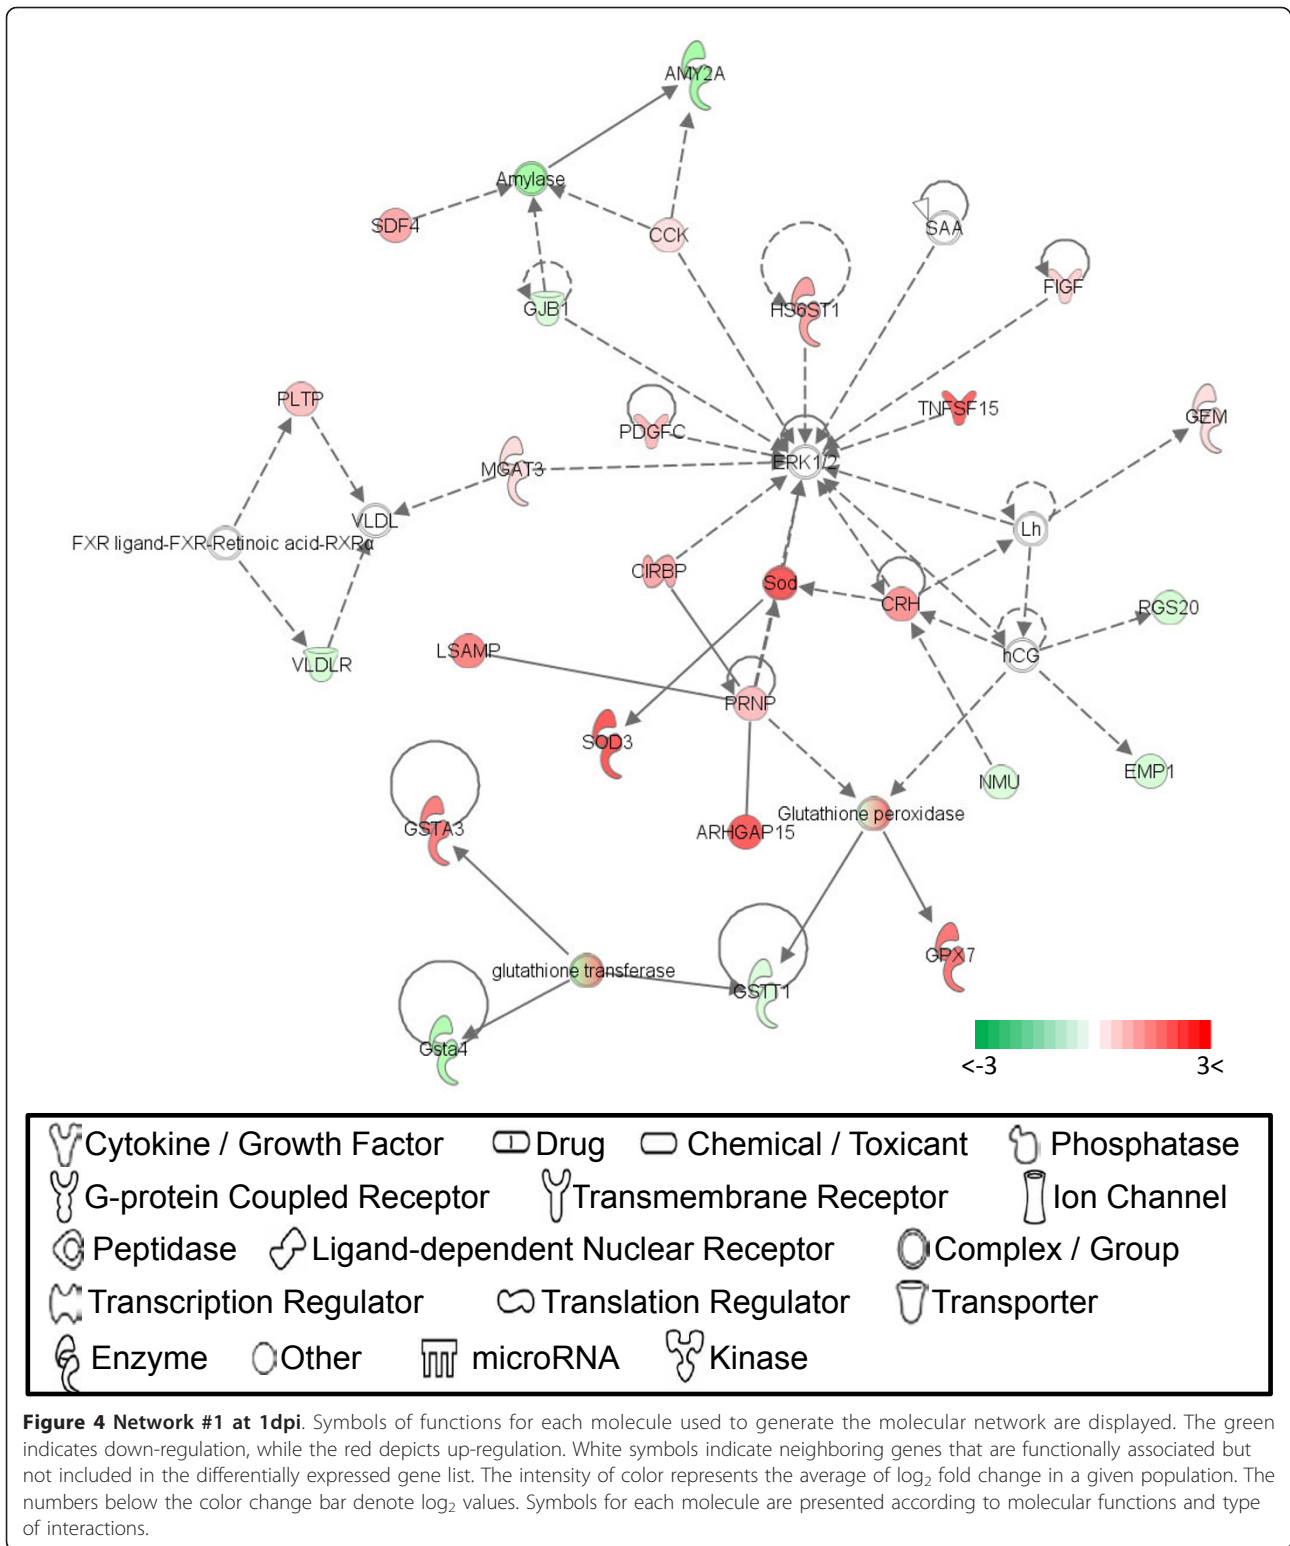 AMY2A
Amylase
SDF4
CCK
SAA
GJB1
HS6ST1
FIGF
PLTP
PDGFC
TNFSF15
GEM
MGAT3
ERK1/2
VLDL
FXR ligand-FXR-Retinoic acid-RXRα
Lh
CIRBP
Sod
CRH
RGS20
VLDLR
LSAMP
hCG
PRNP
SOD3
NMU
EMP1
GSTA3
ARHGAP15
Glutathione peroxidase
GPX7
glutathione transferase
GSTT1
Gsta4
<-3 3<
Cytokine / Growth Factor Drug Chemical / Toxicant Phosphatase
G-protein Coupled Receptor Transmembrane Receptor Ion Channel
Peptidase Ligand-dependent Nuclear Receptor Complex / Group
Transcription Regulator Translation Regulator Transporter
Enzyme Other microRNA Kinase
Figure 4 Network #1 at 1dpi. Symbols of functions for each molecule used to generate the molecular network are displayed. The green
indicates down-regulation, while the red depicts up-regulation. White symbols indicate neighboring genes that are functionally associated but
not included in the differentially expressed gene list. The intensity of color represents the average of log2 fold change in a given population. The
numbers below the color change bar denote log2 values. Symbols for each molecule are presented according to molecular functions and type
of interactions.